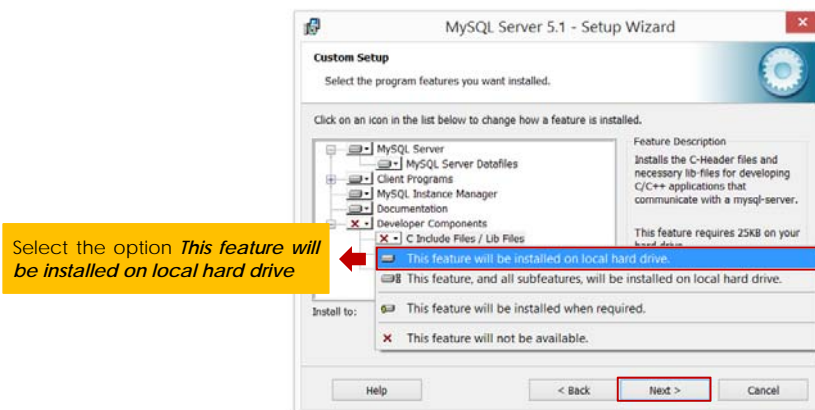 MySQL Server 5.1 - Setup Wizard
Custom Setup
Select the program features you want installed.
Click on an icon in the list below to change how a feature is installed.
MySQL Server
MySQL Server Datafiles
Client Programs
MySQL Instance Manager
Documentation
Developer Components
C Include Files / Lib Files
Feature Description
Installs the C-Header files and
necessary lib-files for developing
C/C++ applications that
communicate with a mysql-server.
This feature requires 25KB on your
hard drive.
Select the option This feature will
be installed on local hard drive
This feature will be installed on local hard drive.
This feature, and all subfeatures, will be installed on local hard drive.
This feature will be installed when required.
This feature will not be available.
Install to:
Help
< Back
Next >
Cancel